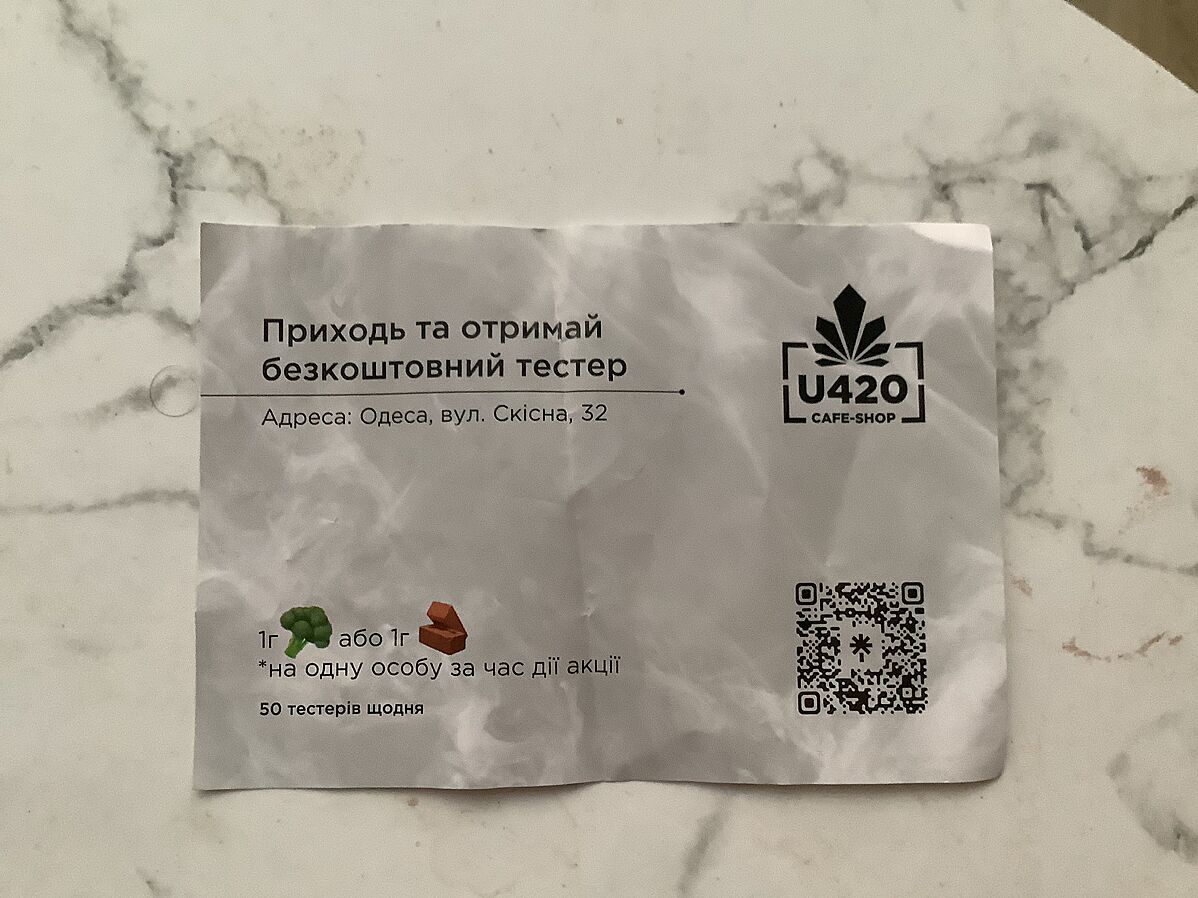 Приходь та отримай
безкоштовний тестер
Адреса: Одеса, вул. Скісна, 32
U420
CAFE-SHOP
1г або 1г
*на одну особу за час дії акції
50 тестерів щодня